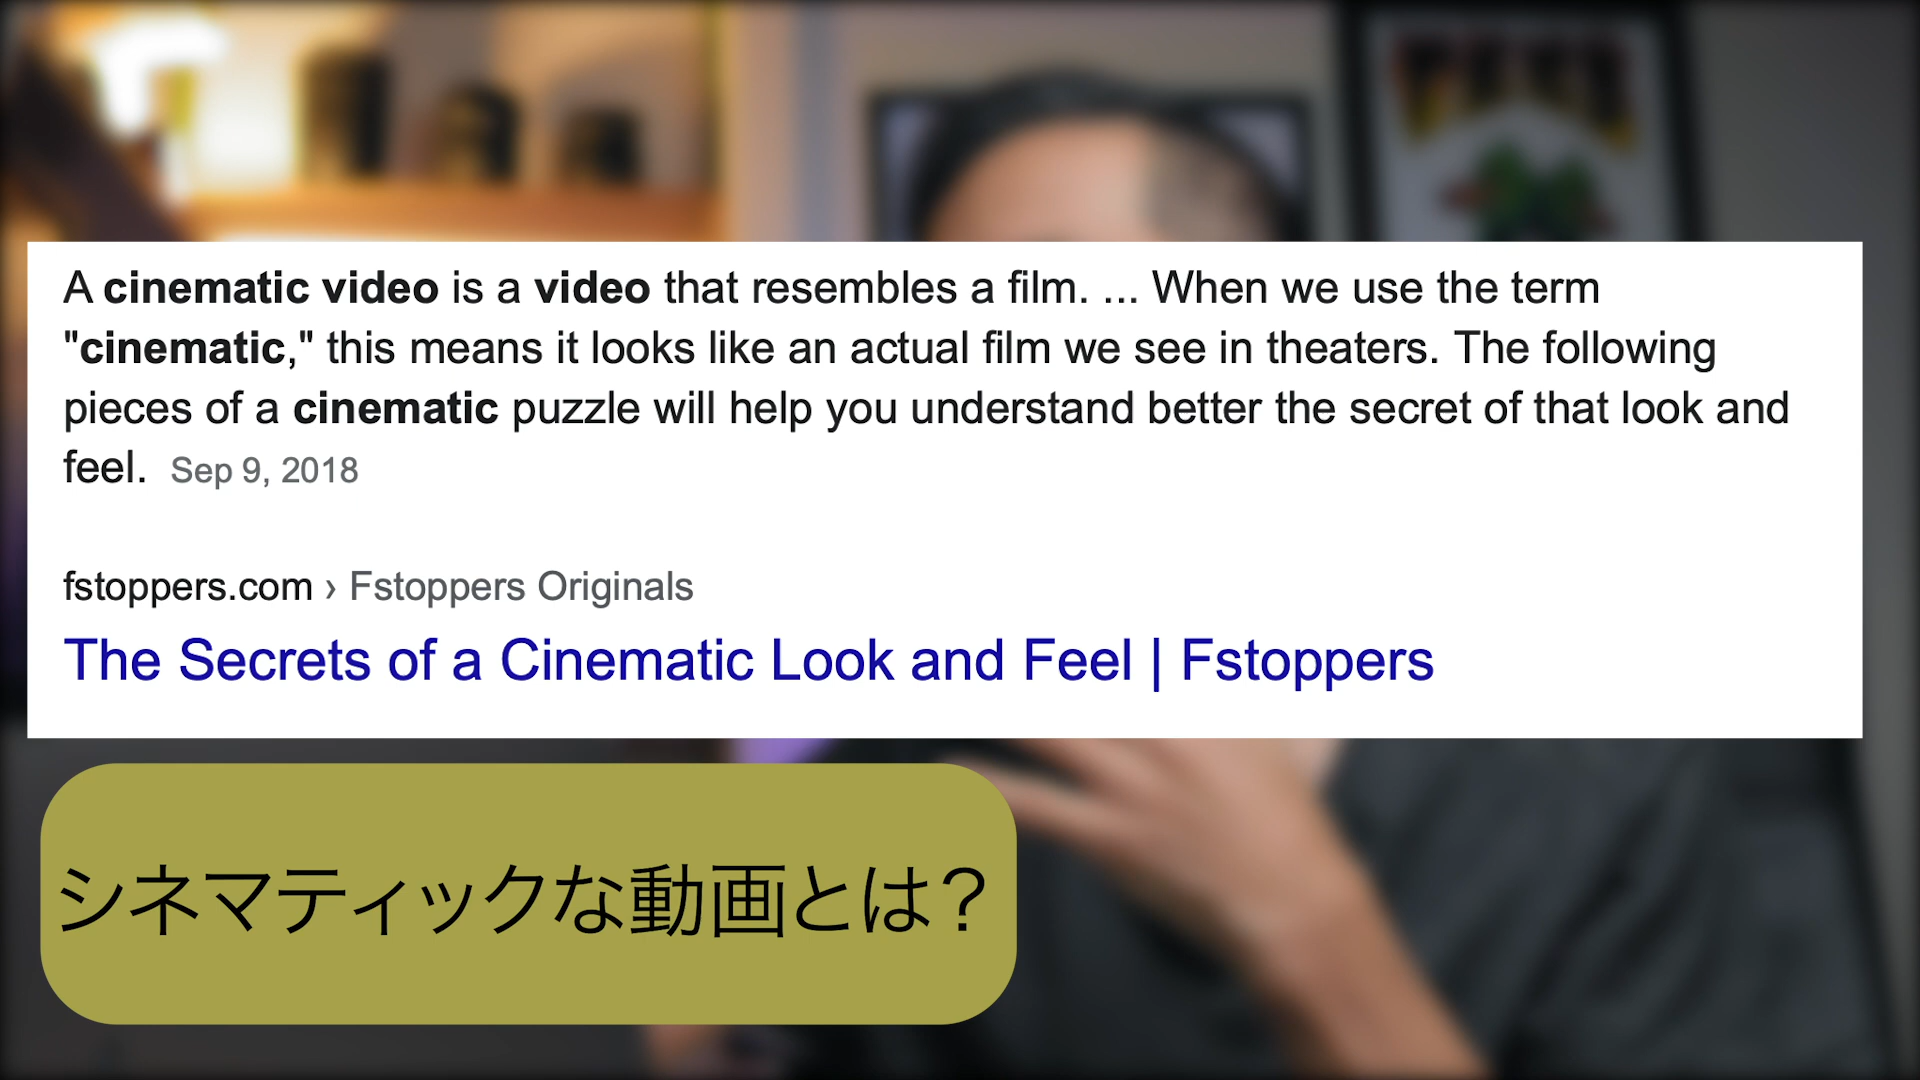 A cinematic video is a video that resembles a film. ... When we use the term
"cinematic," this means it looks like an actual film we see in theaters. The following
pieces of a cinematic puzzle will help you understand better the secret of that look and
feel. Sep 9, 2018
fstoppers.com › Fstoppers Originals
The Secrets of a Cinematic Look and Feel | Fstoppers
シネマティックな動画とは?